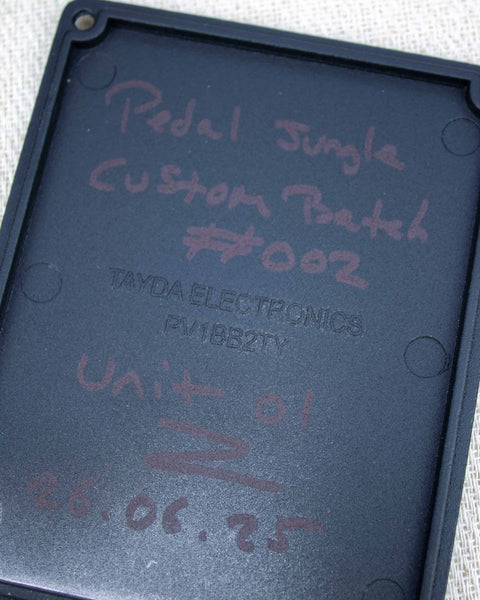 Pedal Jungle
Custom Batch
#002
TAYDA ELECTRONICS
PV1BB2TY
Unit 01
26.06.25